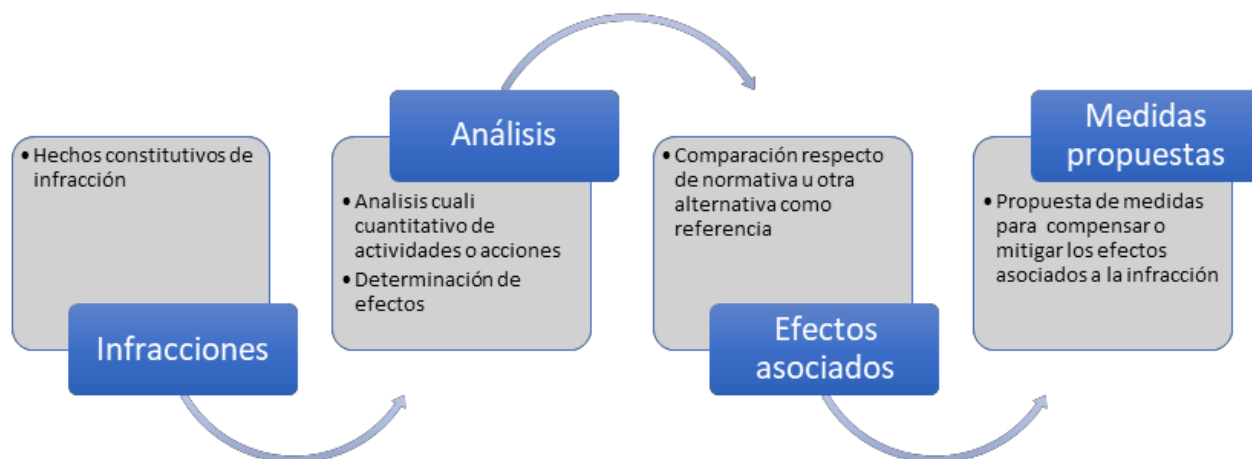 • Hechos constitutivos de
infracción
Infracciones
Análisis
• Analisis cuali
cuantitativo de
actividades o acciones
• Determinación de
efectos
• Comparación respecto
de normativa u otra
alternativa como
referencia
Efectos
asociados
Medidas
propuestas
• Propuesta de medidas
para compensar o
mitigar los efectos
asociados a la infracción